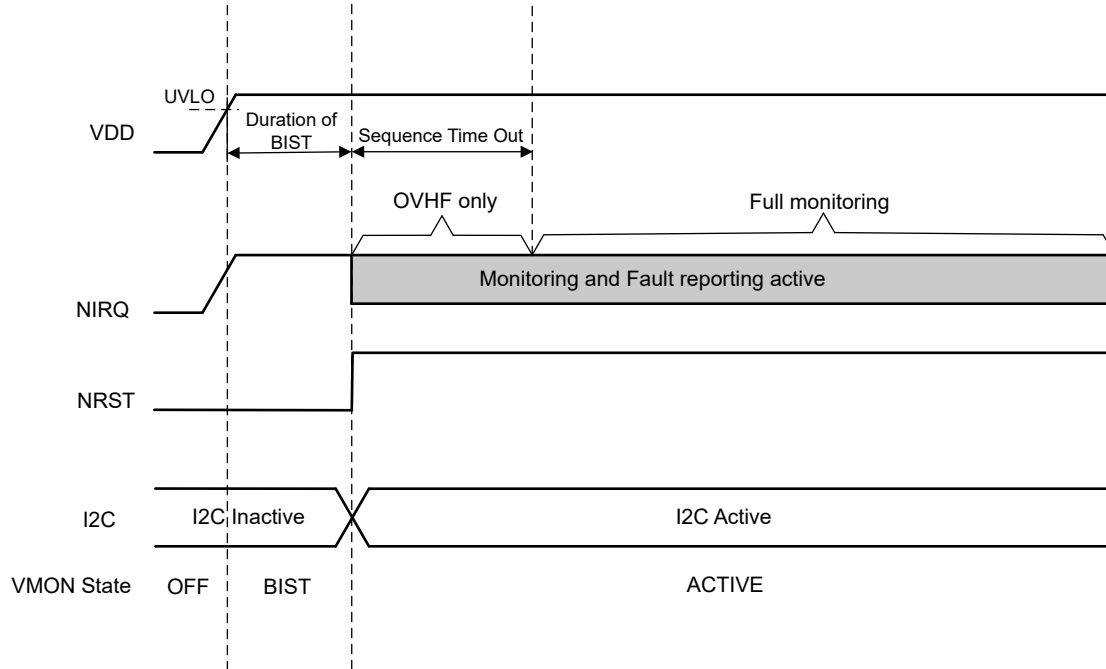 UVLO
VDD
Duration of
BIST
Sequence Time Out
OVHF only
Full monitoring
Monitoring and Fault reporting active
NIRQ
NRST
I2C
I2C Inactive
I2C Active
VMON State
OFF
BIST
ACTIVE